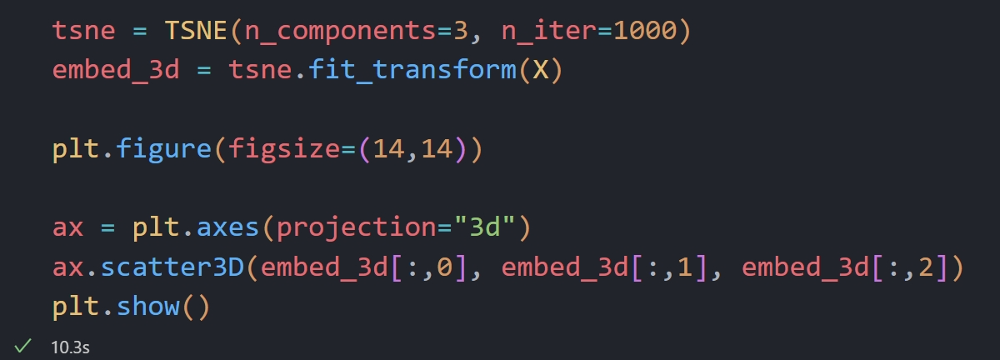 tsne = TSNE(n_components=3, n_iter=1000)
embed_3d = tsne.fit_transform(X)
plt.figure(figsize=(14,14))
ax = plt.axes(projection="3d")
ax.scatter3D(embed_3d[:,0], embed_3d[:,1], embed_3d[:,2])
plt.show()
10.3s